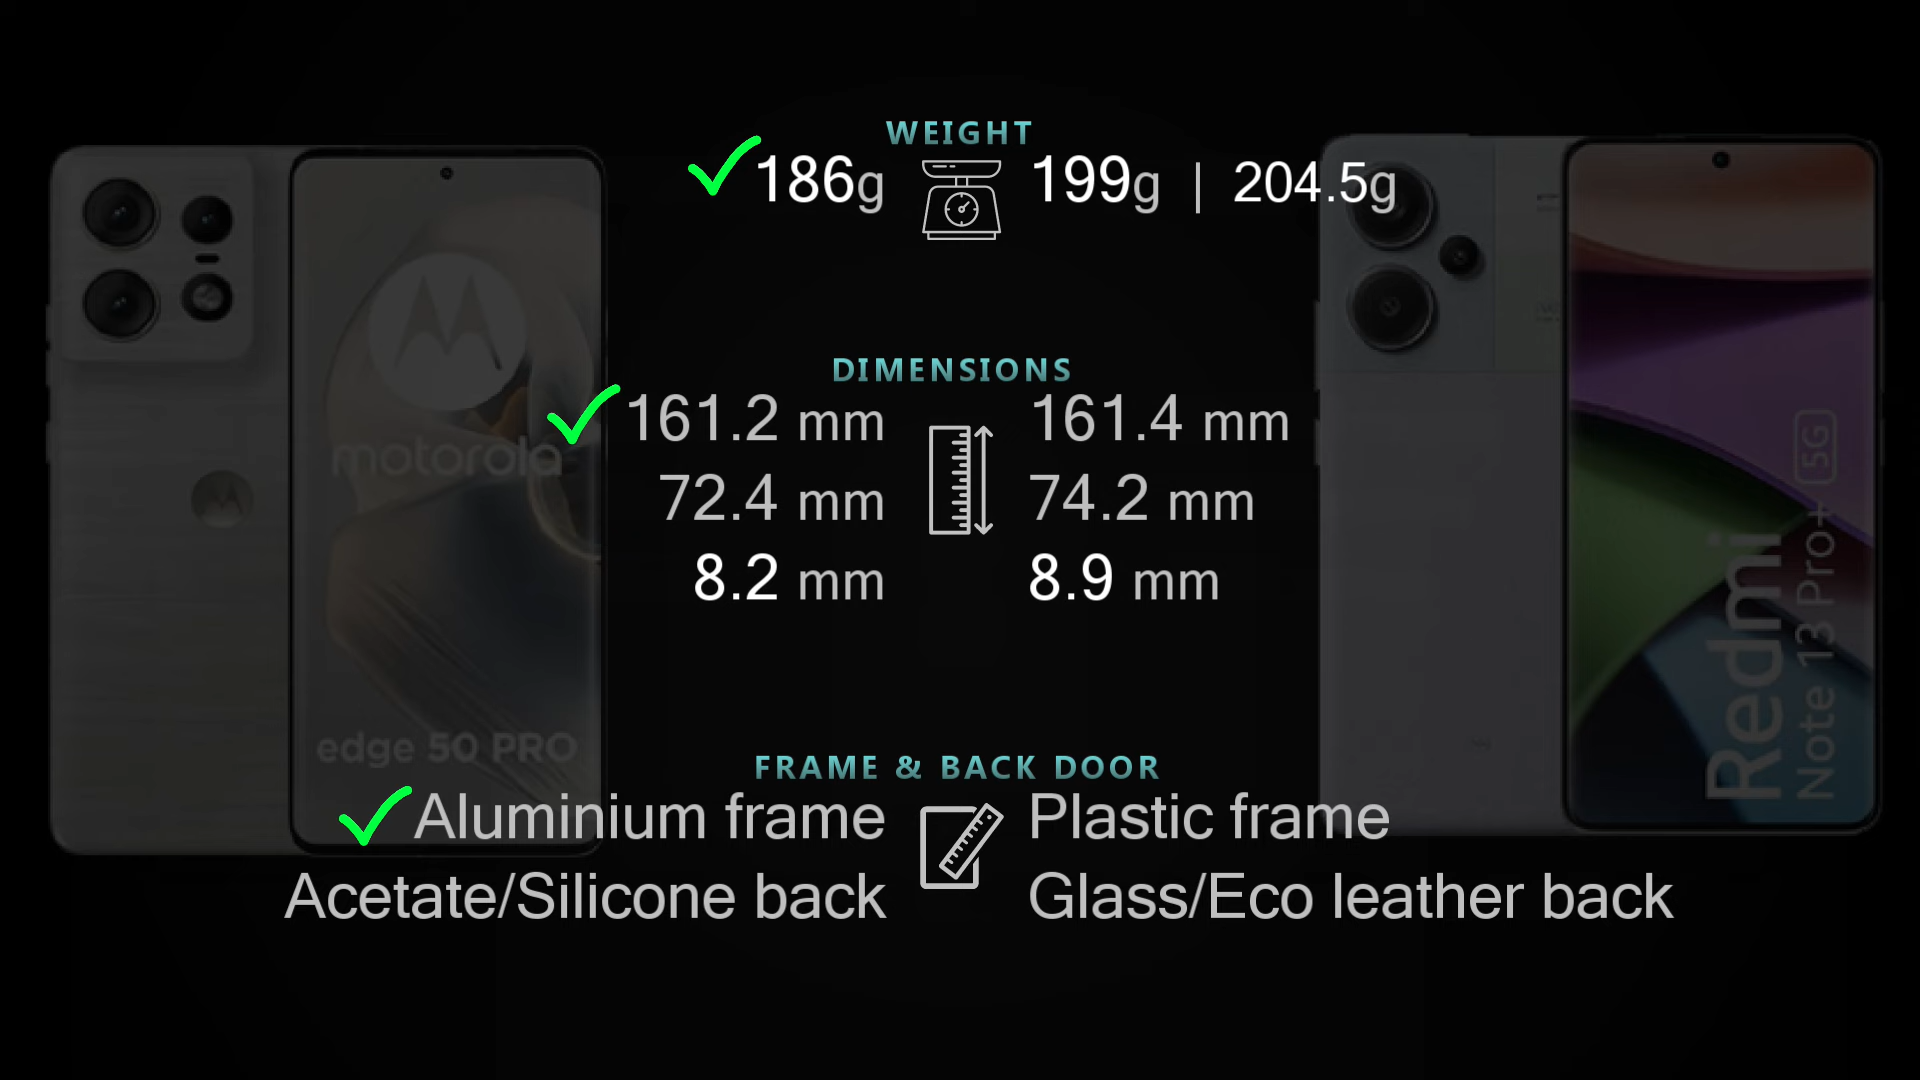 WEIGHT
186g
199g | 204.5g
DIMENSIONS
161.2 mm
161.4 mm
72.4 mm
74.2 mm
8.2 mm
8.9 mm
FRAME & BACK DOOR
Aluminium frame
Plastic frame
Acetate/Silicone back
Glass/Eco leather back
motorola
edge 50 PRO
Redmi
Note 13 Pro+ 5G